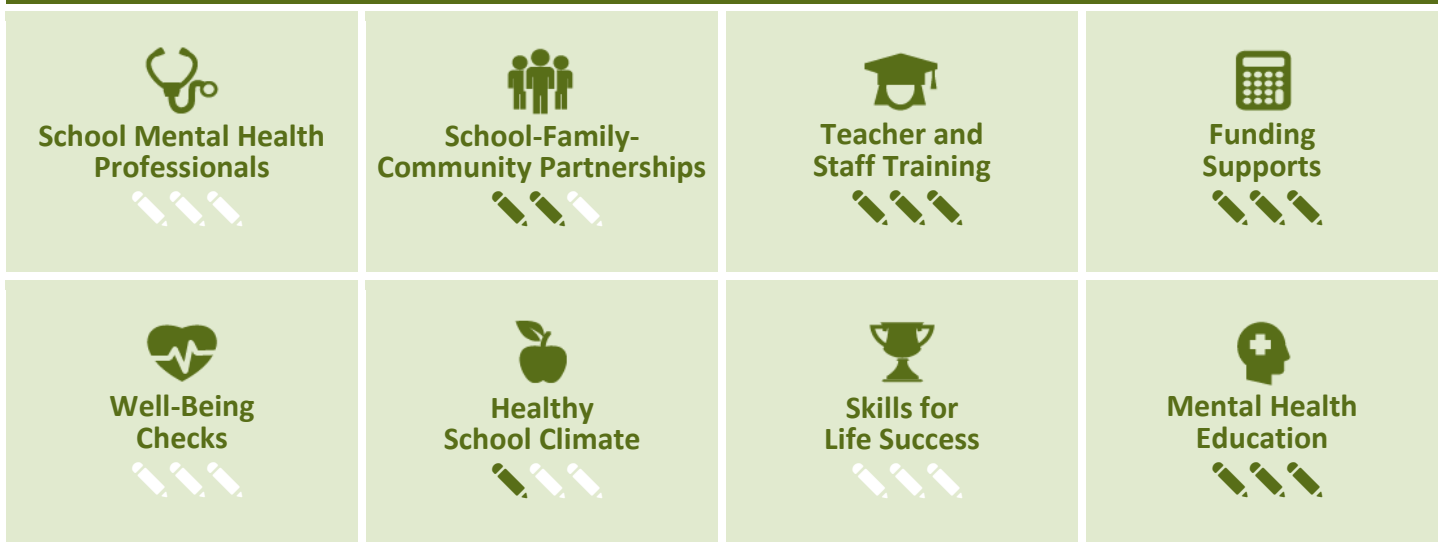 School Mental Health
Professionals
School-Family-
Community Partnerships
Teacher and
Staff Training
Funding
Supports
Well-Being
Checks
Healthy
School Climate
Skills for
Life Success
Mental Health
Education